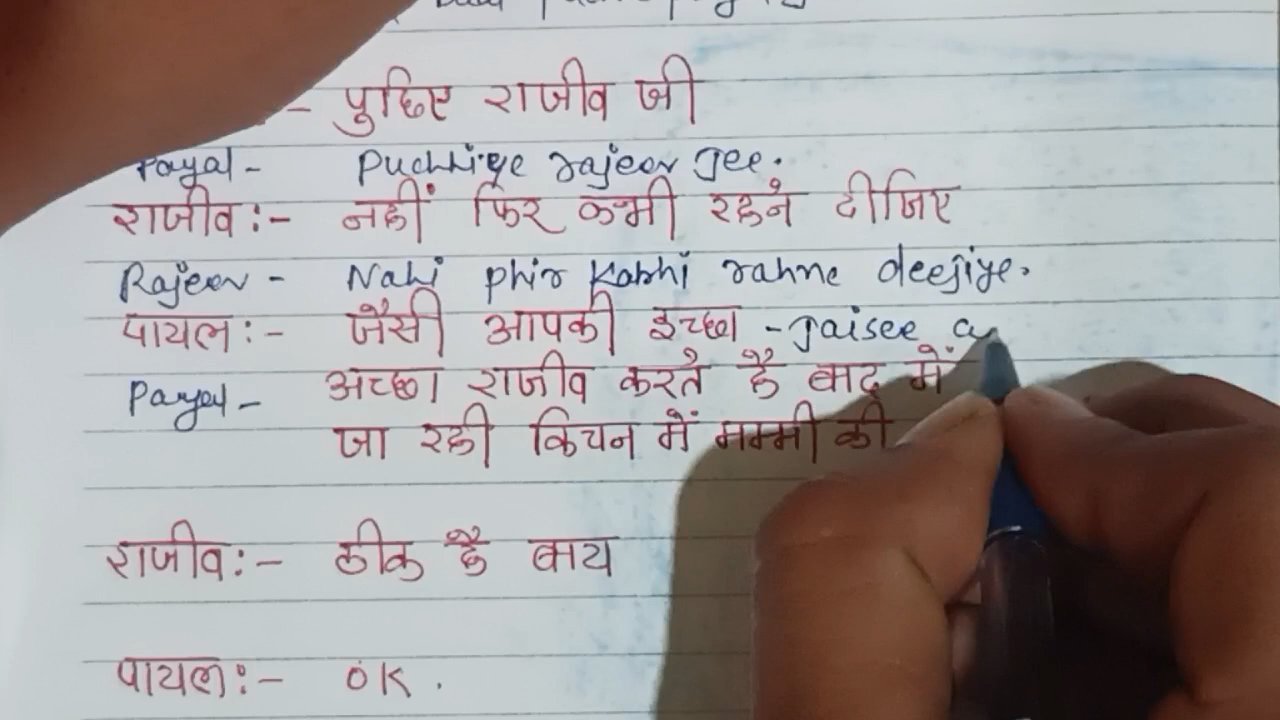 - पुछिए राजीव जी
Payal - Puchhiye rajeev Jee.
राजीव :- नहीं फिर कभी रहने दीजिए
Rajeev - Nahi phir Kabhi rahne deejiye.
पायल :- जैसी आपकी इच्छा - Jaisee a
Payal - अच्छा राजीव करते है बाद में
जा रही किचन में मम्मी की
राजीव :- ठीक है बाय
पायल :- OK.